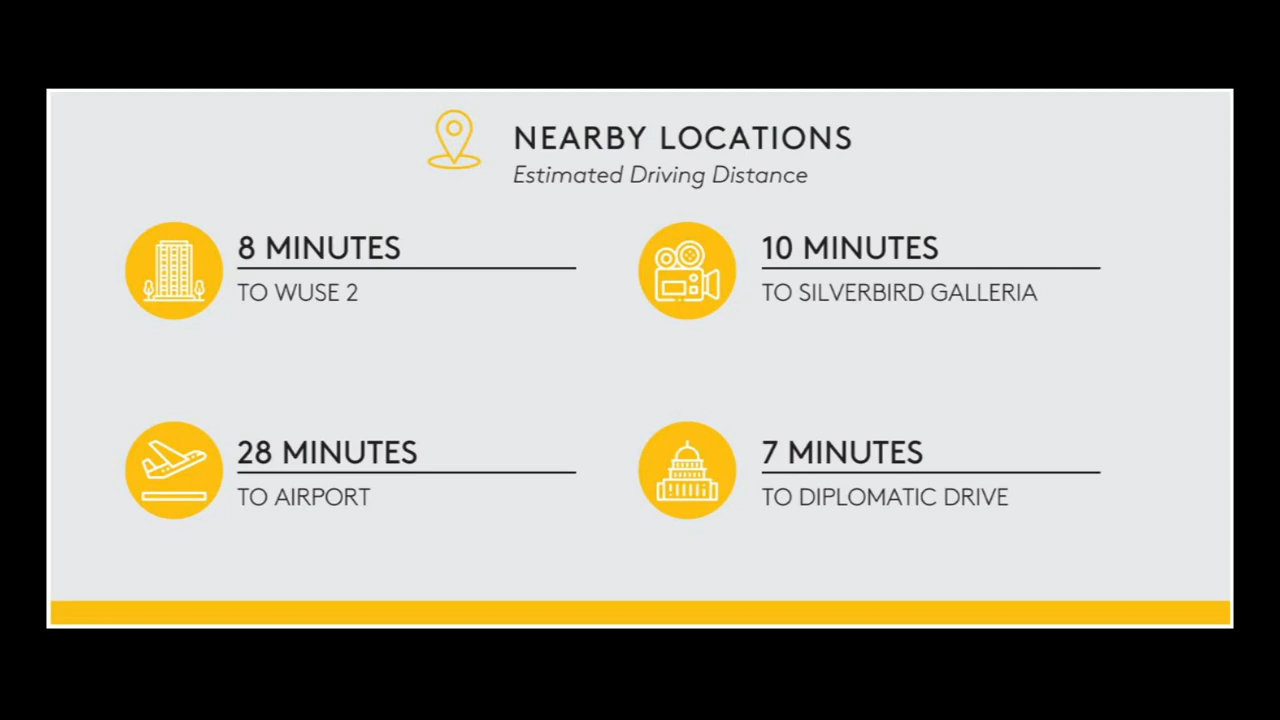 NEARBY LOCATIONS
Estimated Driving Distance
8 MINUTES
TO WUSE 2
10 MINUTES
TO SILVERBIRD GALLERIA
28 MINUTES
TO AIRPORT
7 MINUTES
TO DIPLOMATIC DRIVE